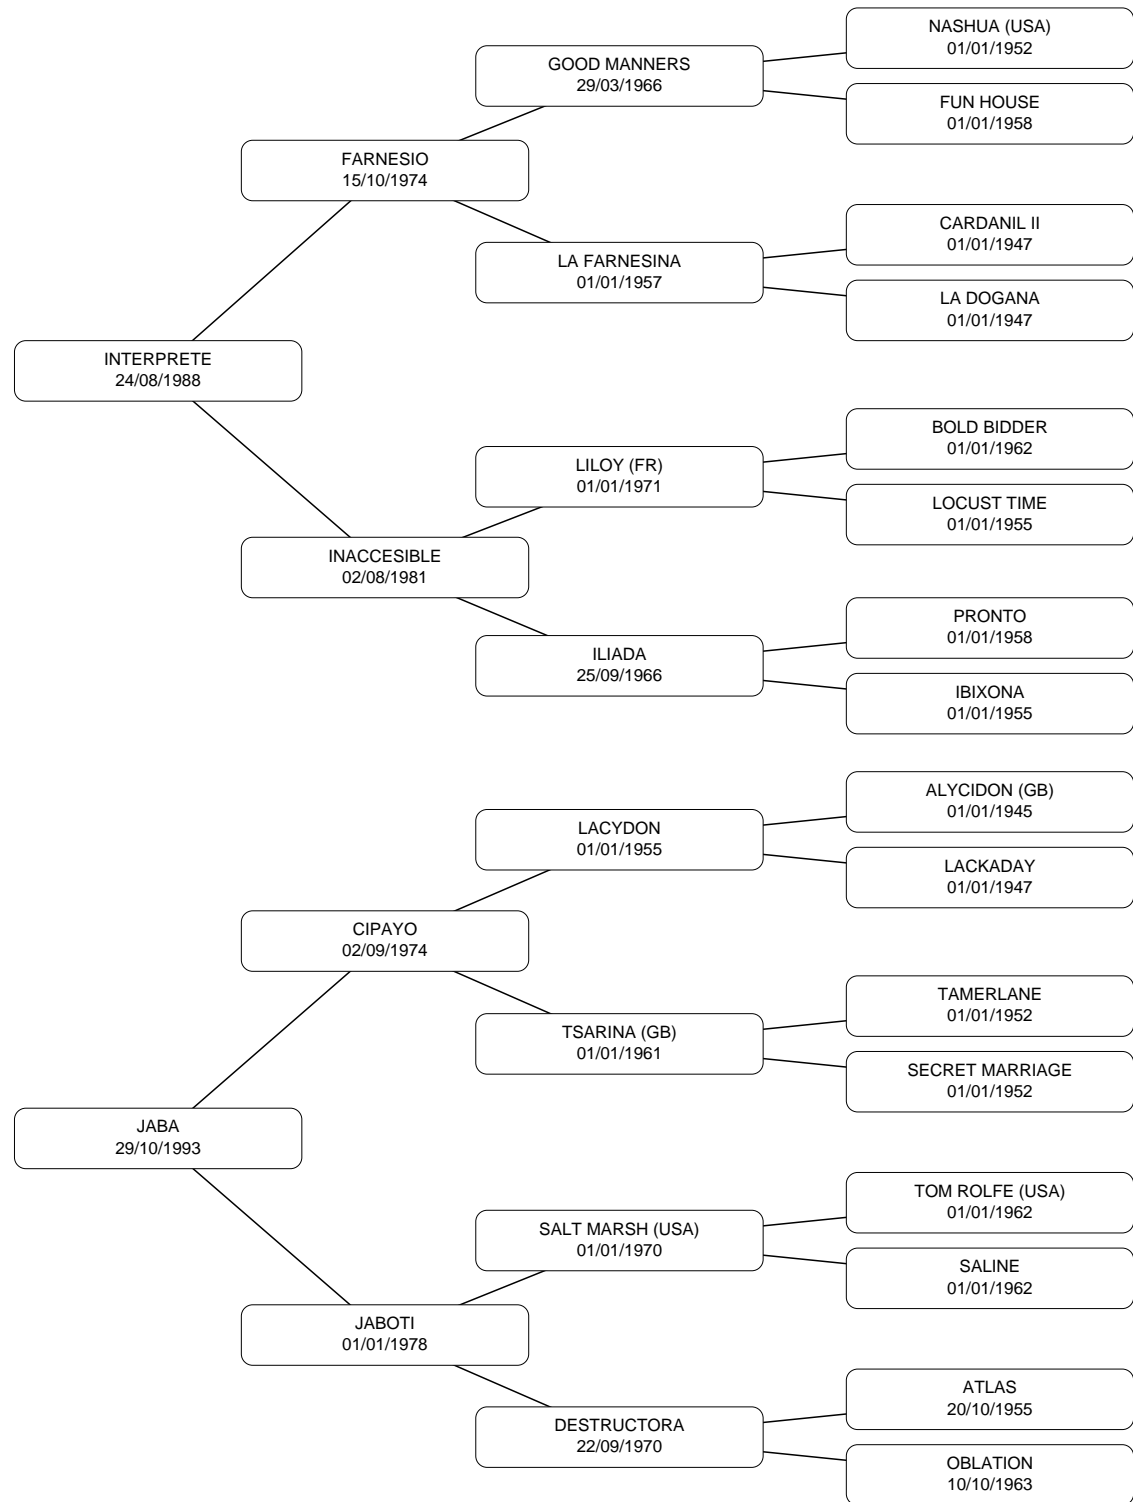 NASHUA (USA)
01/01/1952
GOOD MANNERS
29/03/1966
FUN HOUSE
01/01/1958
FARNESIO
15/10/1974
CARDANIL II
01/01/1947
LA FARNESINA
01/01/1957
LA DOGANA
01/01/1947
INTERPRETE
24/08/1988
BOLD BIDDER
01/01/1962
LILOY (FR)
01/01/1971
LOCUST TIME
01/01/1955
INACCESIBLE
02/08/1981
PRONTO
01/01/1958
ILIADA
25/09/1966
IBIXONA
01/01/1955
ALYCIDON (GB)
01/01/1945
LACYDON
01/01/1955
LACKADAY
01/01/1947
CIPAYO
02/09/1974
TAMERLANE
01/01/1952
TSARINA (GB)
01/01/1961
SECRET MARRIAGE
01/01/1952
JABA
29/10/1993
TOM ROLFE (USA)
01/01/1962
SALT MARSH (USA)
01/01/1970
SALINE
01/01/1962
JABOTI
01/01/1978
ATLAS
20/10/1955
DESTRUCTORA
22/09/1970
OBLATION
10/10/1963